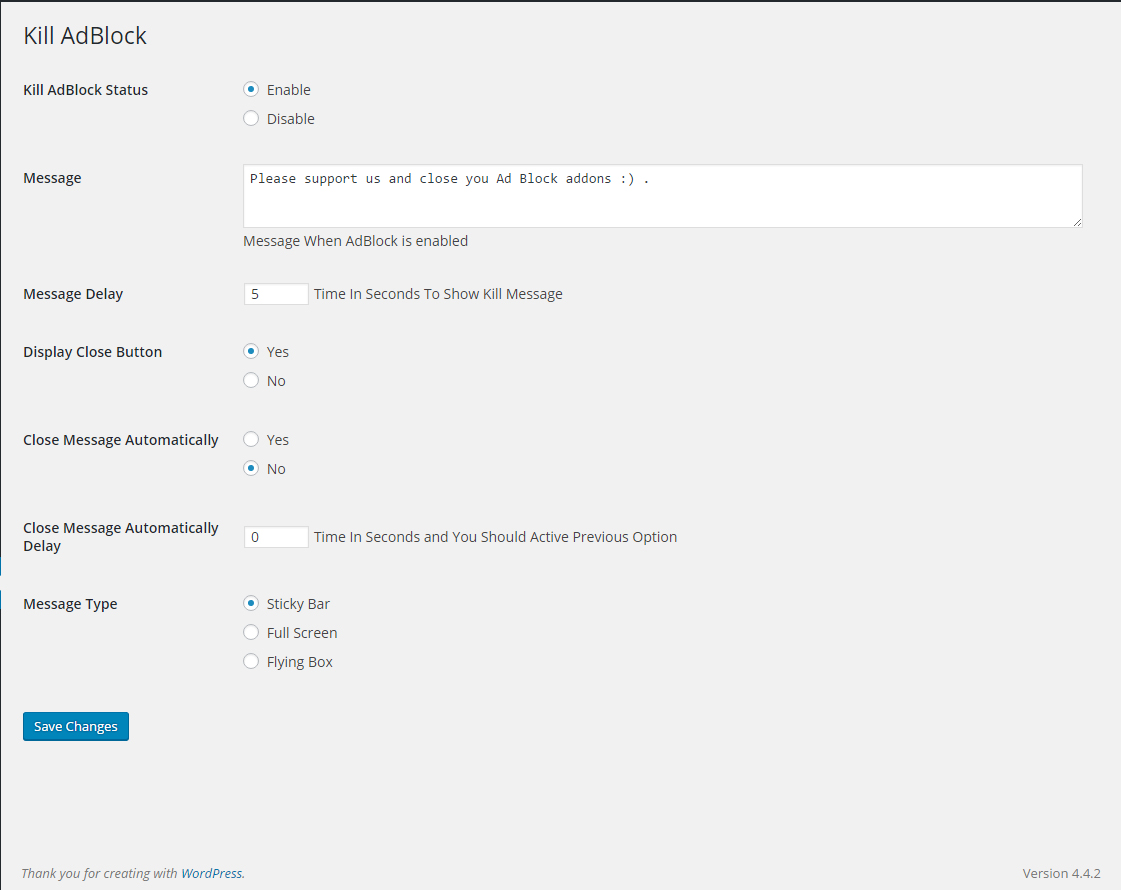 Kill AdBlock
Kill AdBlock Status
Enable
Disable
Message
Please support us and close you Ad Block addons :) .
Message When AdBlock is enabled
Message Delay
5
Time In Seconds To Show Kill Message
Display Close Button
Yes
No
Close Message Automatically
Yes
No
Close Message Automatically
Delay
0
Time In Seconds and You Should Active Previous Option
Message Type
Sticky Bar
Full Screen
Flying Box
Save Changes
Thank you for creating with WordPress.
Version 4.4.2